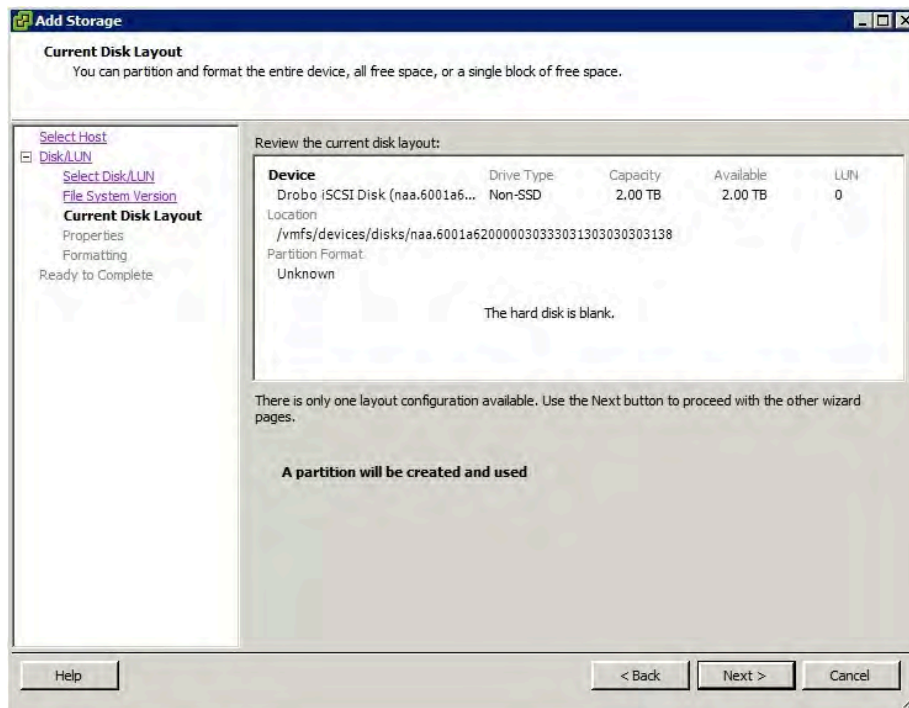 Add Storage
Current Disk Layout
You can partition and format the entire device, all free space, or a single block of free space.
Select Host
Disk/LUN
Select Disk/LUN
File System Version
Current Disk Layout
Properties
Formatting
Ready to Complete
Review the current disk layout:
Device Drive Type Capacity Available LUN
Drobo iSCSI Disk (naa.6001a6... Non-SSD 2.00 TB 2.00 TB 0
Location
/vmfs/devices/disks/naa.6001a620000030333031303030303138
Partition Format
Unknown
The hard disk is blank.
There is only one layout configuration available. Use the Next button to proceed with the other wizard
pages.
A partition will be created and used
Help < Back Next > Cancel